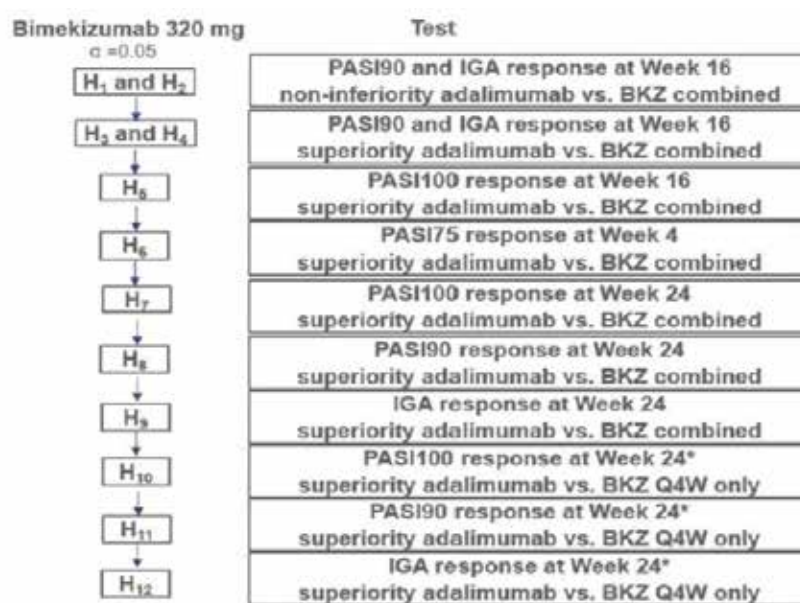 Bimekizumab 320 mg
Test
α =0.05
H1 and H2
PASI90 and IGA response at Week 16
non-inferiority adalimumab vs. BKZ combined
H3 and H4
PASI90 and IGA response at Week 16
superiority adalimumab vs. BKZ combined
H5
PASI100 response at Week 16
superiority adalimumab vs. BKZ combined
H6
PASI75 response at Week 4
superiority adalimumab vs. BKZ combined
H7
PASI100 response at Week 24
superiority adalimumab vs. BKZ combined
H8
PASI90 response at Week 24
superiority adalimumab vs. BKZ combined
H9
IGA response at Week 24
superiority adalimumab vs. BKZ combined
H10
PASI100 response at Week 24*
superiority adalimumab vs. BKZ Q4W only
H11
PASI90 response at Week 24*
superiority adalimumab vs. BKZ Q4W only
H12
IGA response at Week 24*
superiority adalimumab vs. BKZ Q4W only